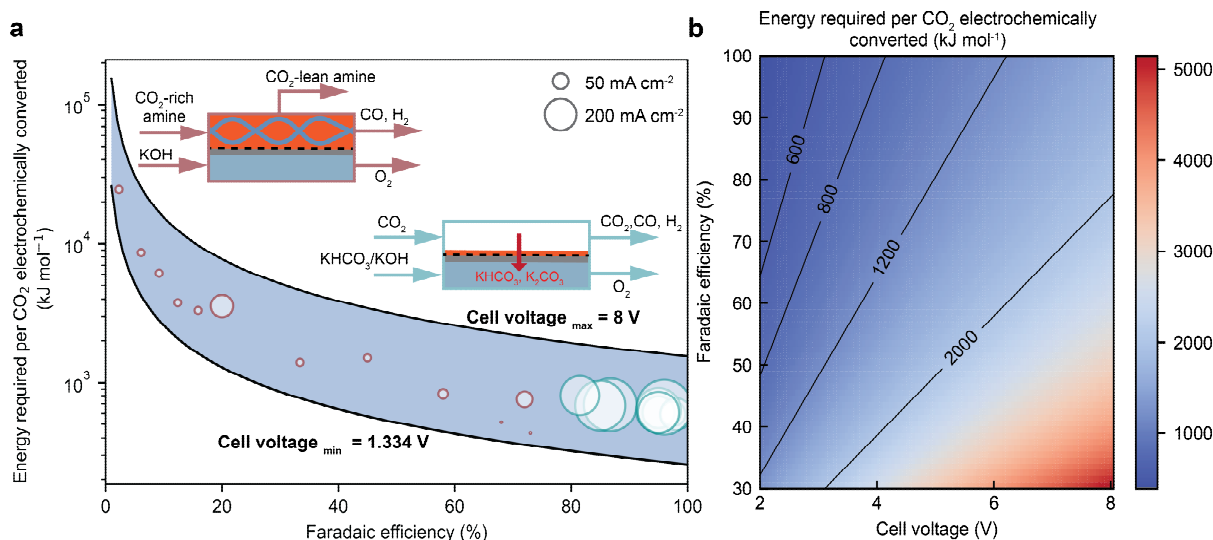 a
Energy required per CO2 electrochemically converted
(kJ mol−1)
10^5
10^4
10^3
0
20
40
60
80
100
Faradaic efficiency (%)
CO2-lean amine
CO2-rich
amine
CO, H2
KOH
O2
50 mA cm-2
200 mA cm-2
CO2
CO2,CO, H2
KHCO3/KOH
KHCO3, K2CO3
O2
Cell voltage max = 8 V
Cell voltage min = 1.334 V
b
Energy required per CO2 electrochemically
converted (kJ mol-1)
Faradaic efficiency (%)
100
90
80
70
60
50
40
30
2
4
6
8
Cell voltage (V)
600
800
1200
2000
5000
4000
3000
2000
1000